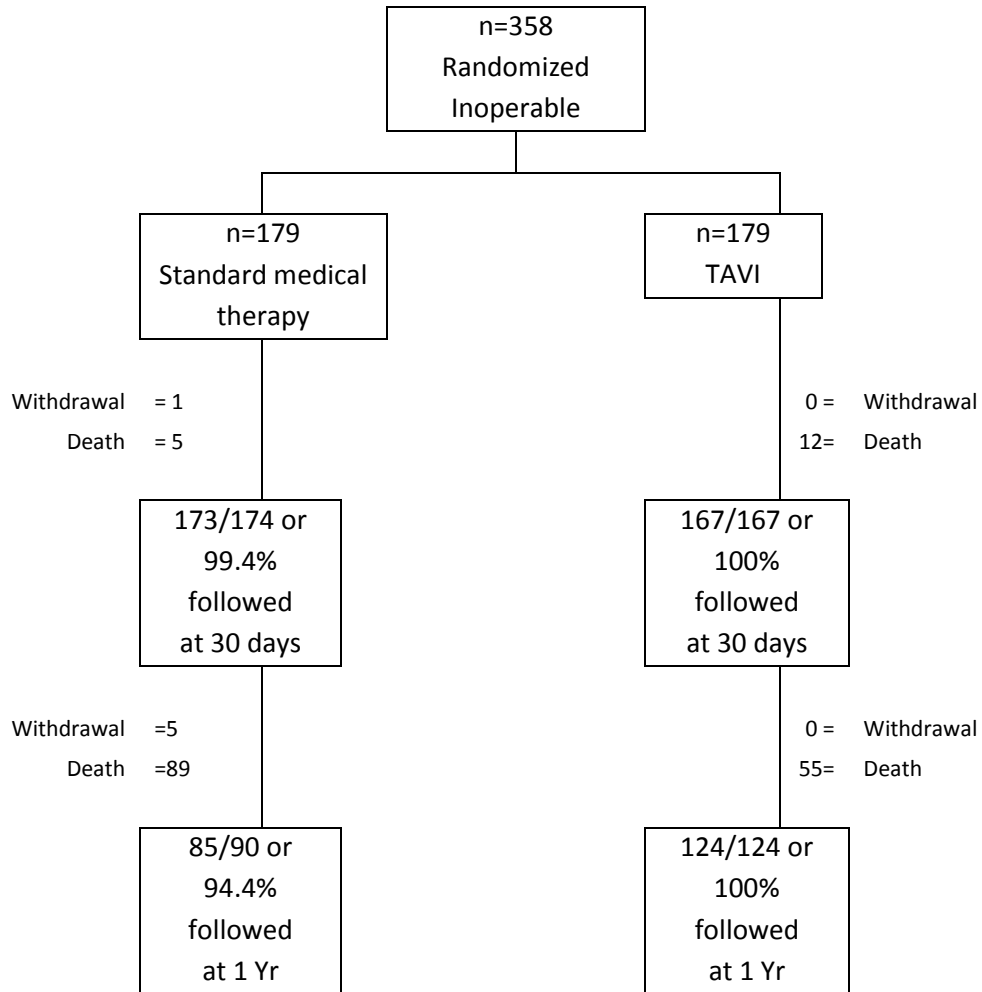 n=358
Randomized
Inoperable
n=179
Standard medical
therapy
n=179
TAVI
Withdrawal = 1
Death = 5
0 = Withdrawal
12= Death
173/174 or
99.4%
followed
at 30 days
167/167 or
100%
followed
at 30 days
Withdrawal =5
Death =89
0 = Withdrawal
55= Death
85/90 or
94.4%
followed
at 1 Yr
124/124 or
100%
followed
at 1 Yr